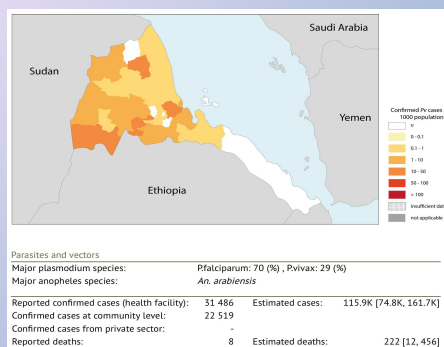 Saudi Arabia
Sudan
Yemen
Ethiopia
Confirmed Pv cases
1000 population
0
0-0.1
0.1 - 1
1 - 10
10 - 50
50 - 100
> 100
insufficient dat
not applicable
Parasites and vectors
Major plasmodium species: P.falciparum: 70 (%) , P.vivax: 29 (%)
Major anopheles species: An. arabiensis
Reported confirmed cases (health facility): 31 486 Estimated cases: 115.9K [74.8K, 161.7K]
Confirmed cases at community level: 22 519
Confirmed cases from private sector: -
Reported deaths: 8 Estimated deaths: 222 [12, 456]